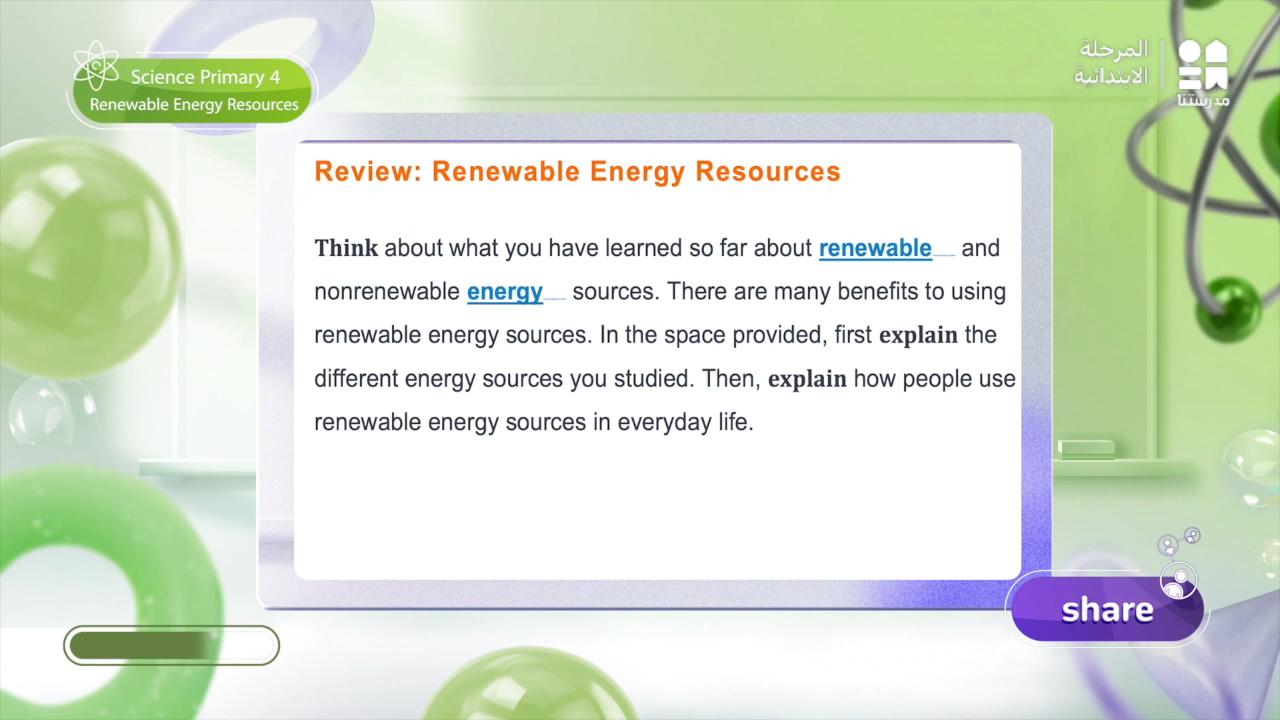 Science Primary 4
Renewable Energy Resources
المرحلة
الابتدائية
مدرستنا
Review: Renewable Energy Resources
Think about what you have learned so far about renewable and
nonrenewable energy sources. There are many benefits to using
renewable energy sources. In the space provided, first explain the
different energy sources you studied. Then, explain how people use
renewable energy sources in everyday life.
share